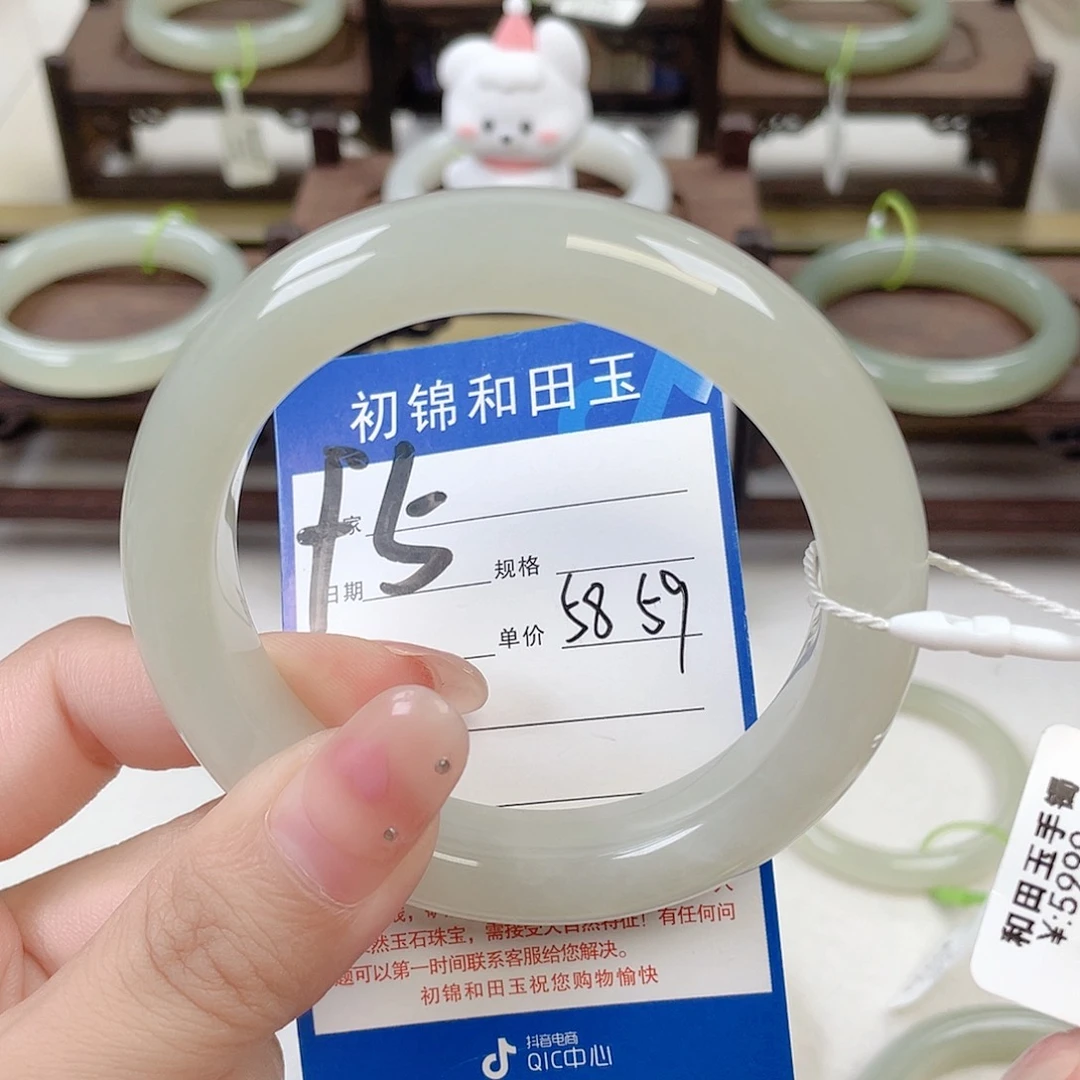 初锦和田玉
家
日期
规格
单价 58 59
然玉石珠宝，需接受大自然特征！有任何问
题可以第一时间联系客服给您解决。
初锦和田玉祝您购物愉快
抖音电商
QIC中心
和田玉手镯
¥:5990